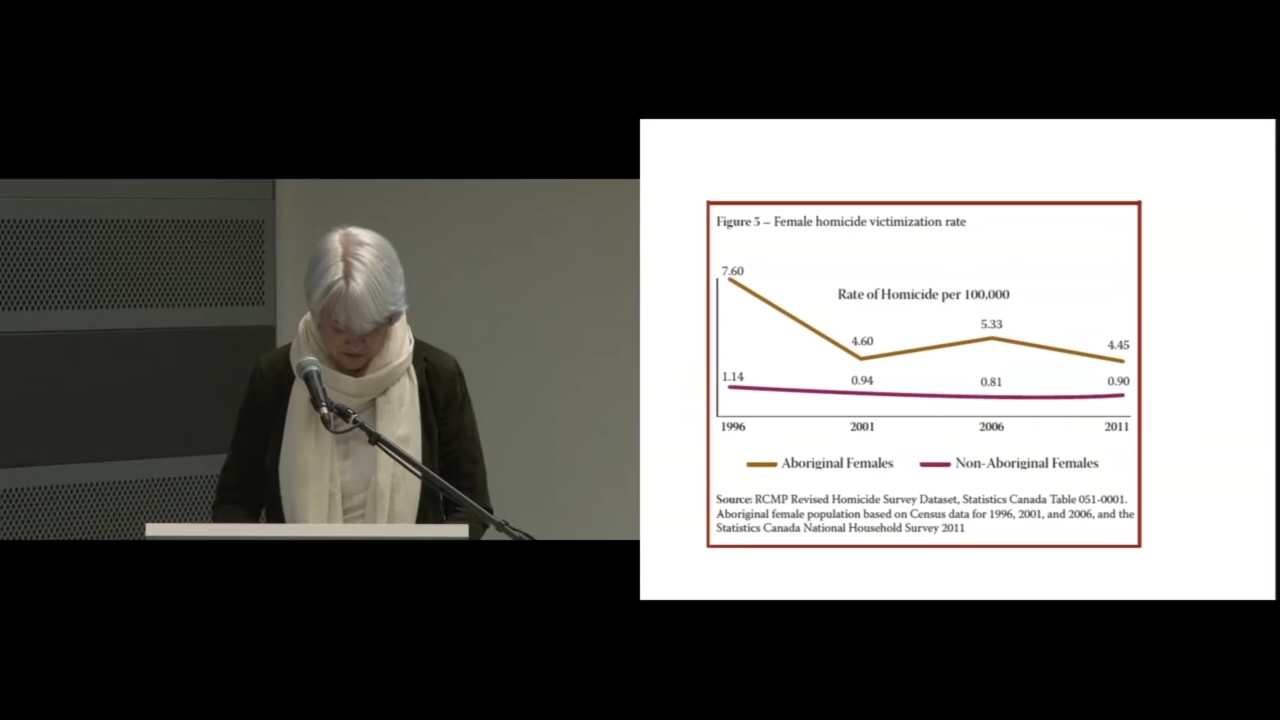 Figure 5 – Female homicide victimization rate
7.60
Rate of Homicide per 100,000
5.33
4.60
4.45
1.14
0.94
0.81
0.90
1996 2001 2006 2011
Aboriginal Females Non-Aboriginal Females
Source: RCMP Revised Homicide Survey Dataset, Statistics Canada Table 051-0001.
Aboriginal female population based on Census data for 1996, 2001, and 2006, and the
Statistics Canada National Household Survey 2011